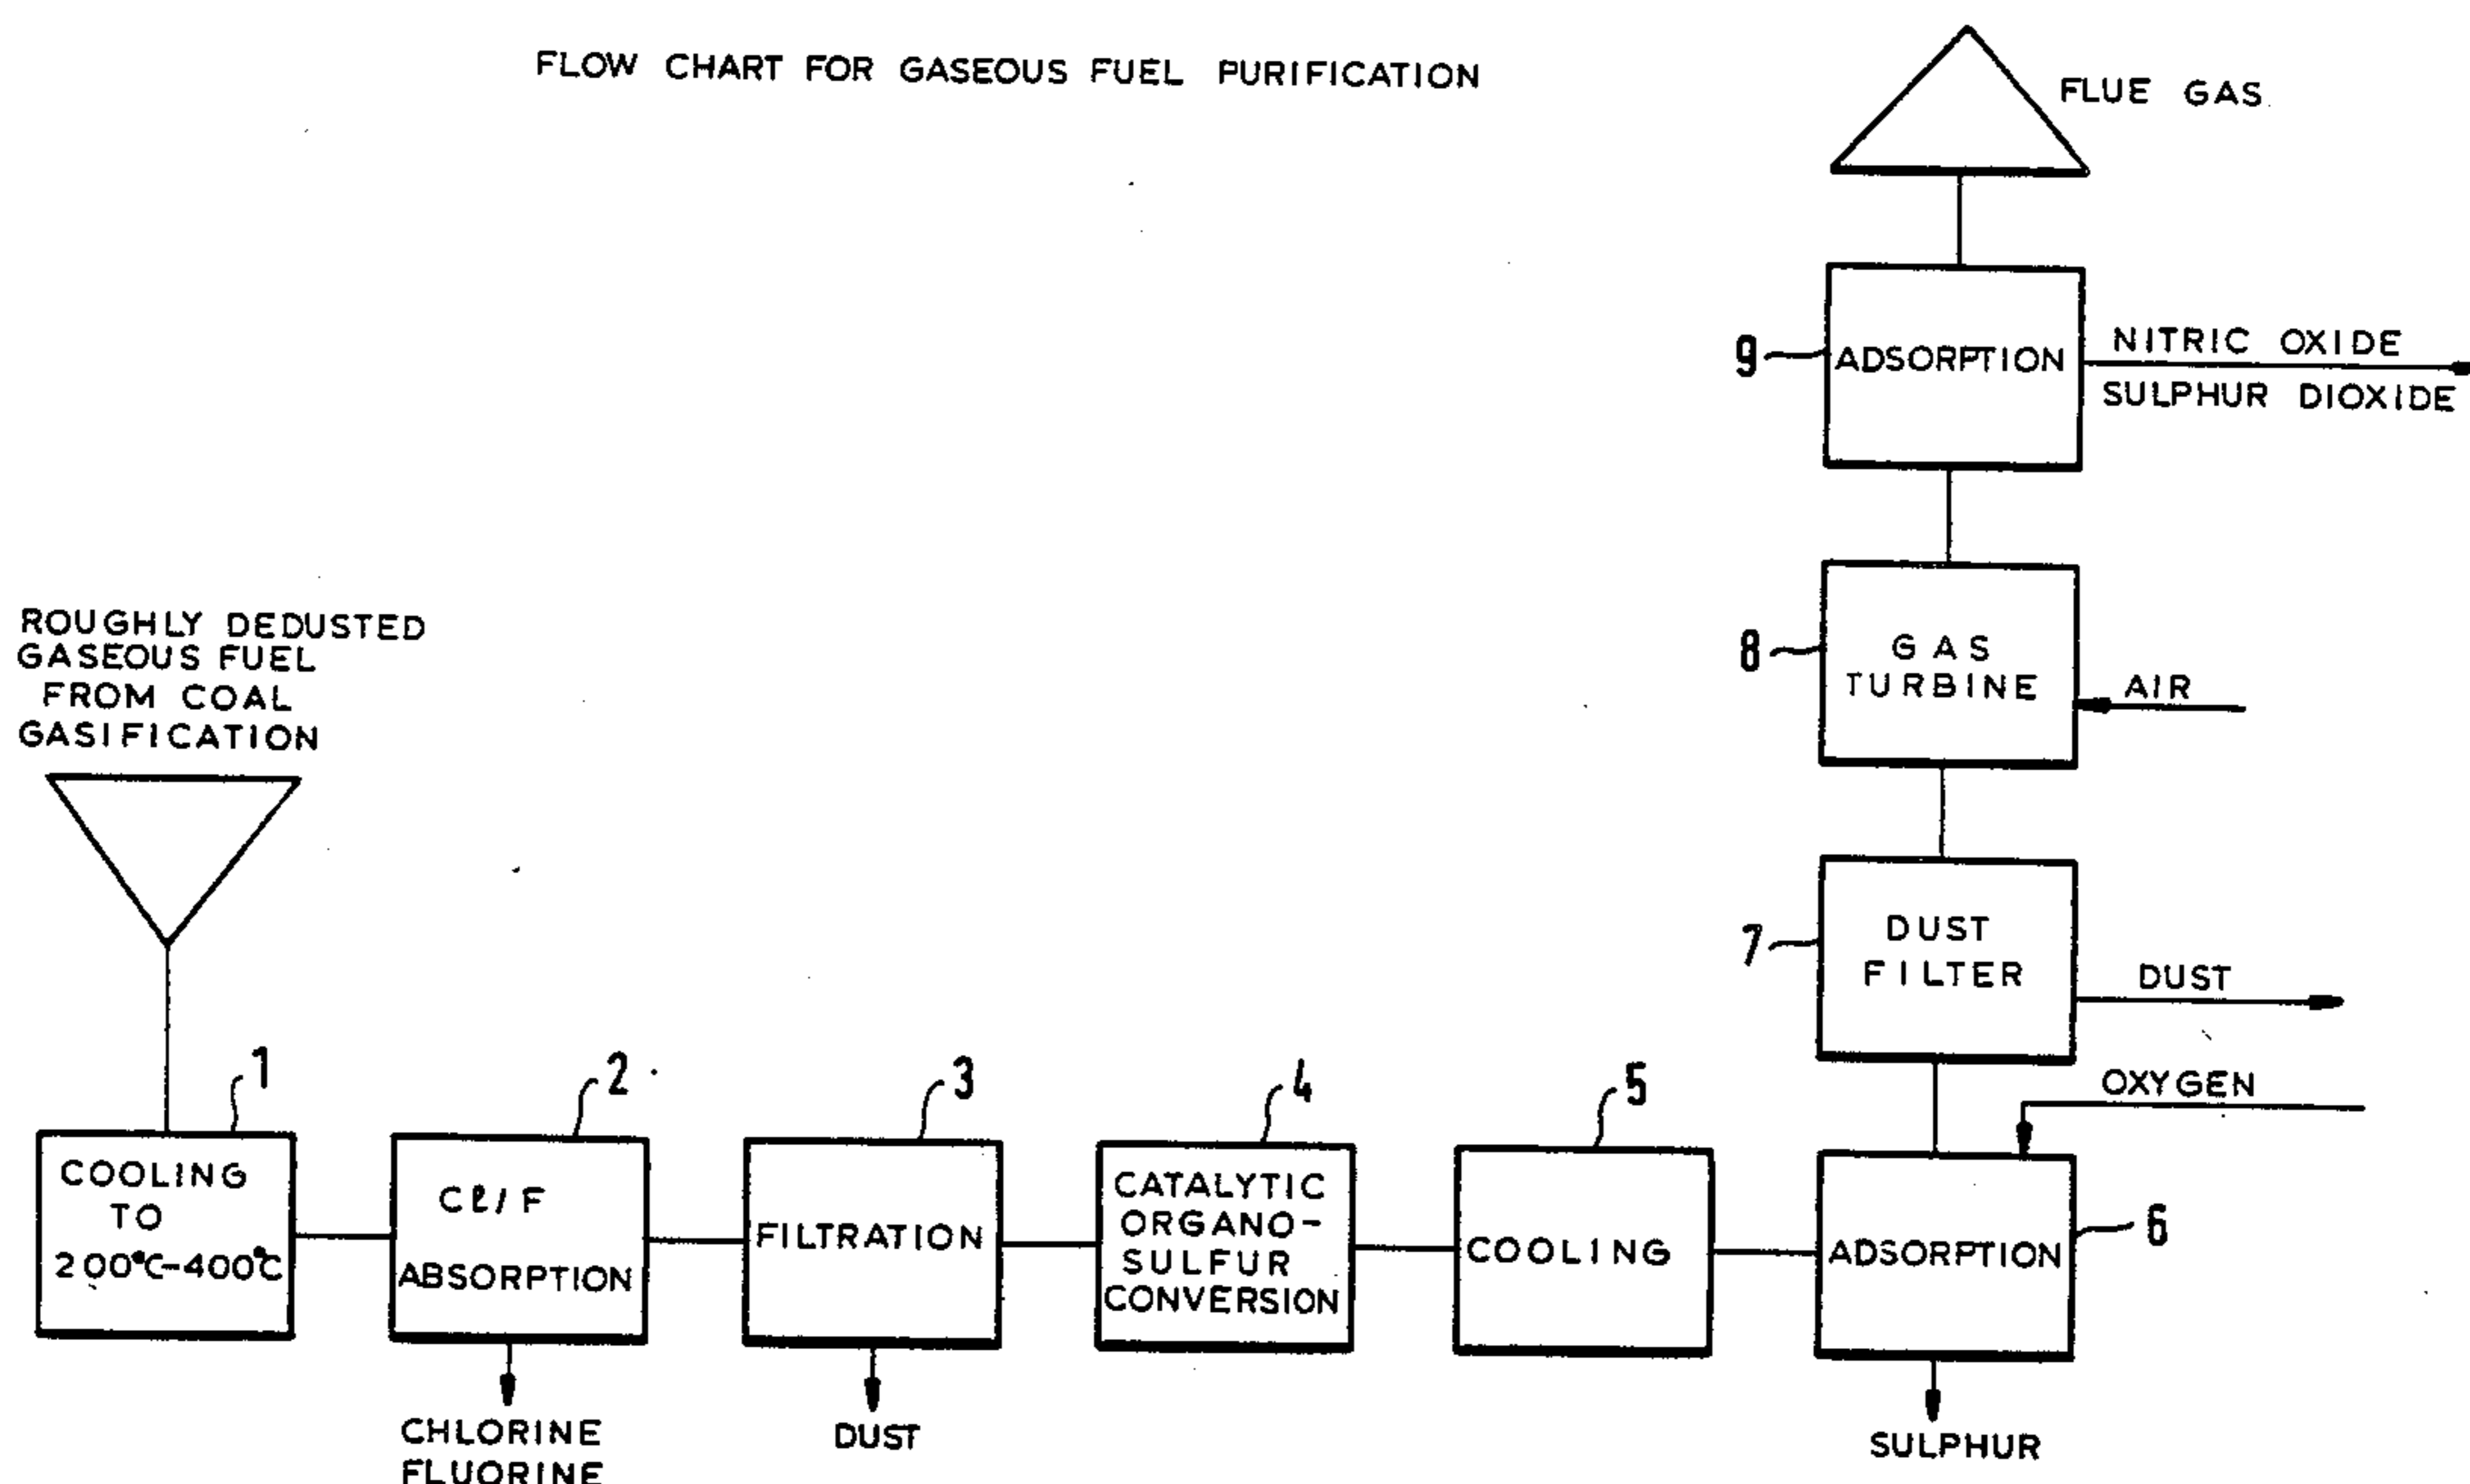 FLOW CHART FOR GASEOUS FUEL PURIFICATION
FLUE GAS
9
ADSORPTION
NITRIC OXIDE
SULPHUR DIOXIDE
8
GAS
TURBINE
AIR
7
DUST
FILTER
DUST
OXYGEN
ROUGHLY DEDUSTED
GASEOUS FUEL
FROM COAL
GASIFICATION
1
COOLING
TO
200°C-400°C
2
Cl/F
ABSORPTION
CHLORINE
FLUORINE
3
FILTRATION
DUST
4
CATALYTIC
ORGANO-
SULFUR
CONVERSION
5
COOLING
6
ADSORPTION
SULPHUR